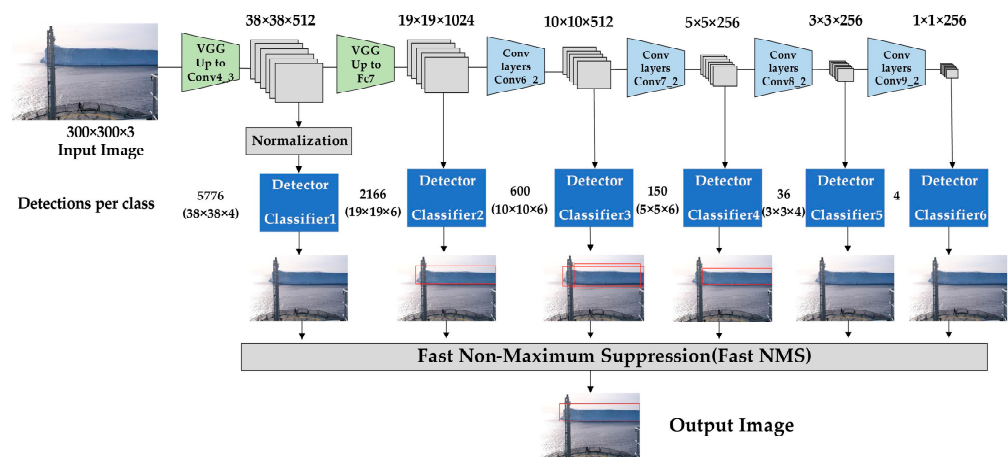 38×38×512
19×19×1024
10×10×512
5×5×256
3×3×256
1×1×256
VGG
Up to
Conv4_3
VGG
Up to
Fc7
Conv
layers
Conv6_2
Conv
layers
Conv7_2
Conv
layers
Conv8_2
Conv
layers
Conv9_2
300×300×3
Input Image
Normalization
Detections per class
5776
(38×38×4)
Detector
Classifier1
2166
(19×19×6)
Detector
Classifier2
600
(10×10×6)
Detector
Classifier3
150
(5×5×6)
Detector
Classifier4
36
(3×3×4)
Detector
Classifier5
4
Detector
Classifier6
Fast Non-Maximum Suppression(Fast NMS)
Output Image